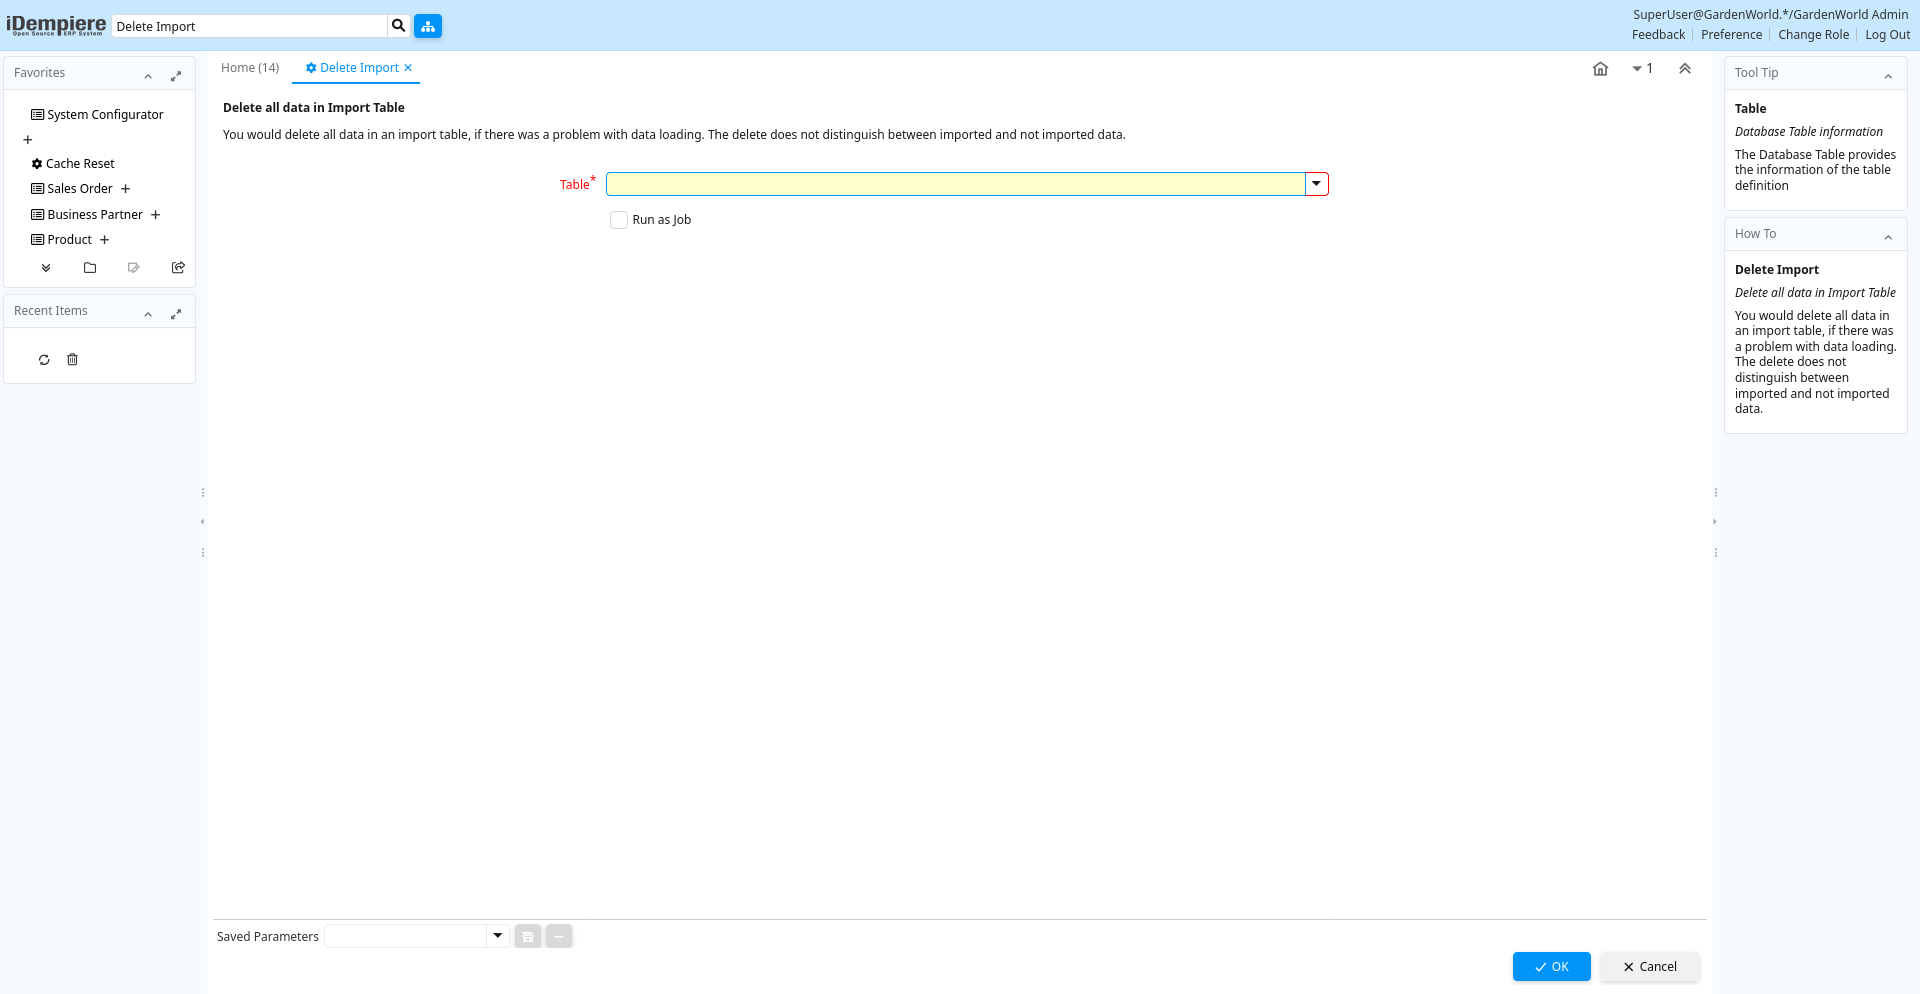 iDempiere
Open Source ERP System
Delete Import
SuperUser@GardenWorld.*/GardenWorld Admin
Feedback
Preference
Change Role
Log Out
Favorites
System Configurator
Cache Reset
Sales Order
Business Partner
Product
Recent Items
Home (14)
Delete Import
1
Delete all data in Import Table
You would delete all data in an import table, if there was a problem with data loading. The delete does not distinguish between imported and not imported data.
Table*
Run as Job
Saved Parameters
OK
Cancel
Tool Tip
Table
Database Table information
The Database Table provides
the information of the table
definition
How To
Delete Import
Delete all data in Import Table
You would delete all data in
an import table, if there was
a problem with data loading.
The delete does not
distinguish between
imported and not imported
data.